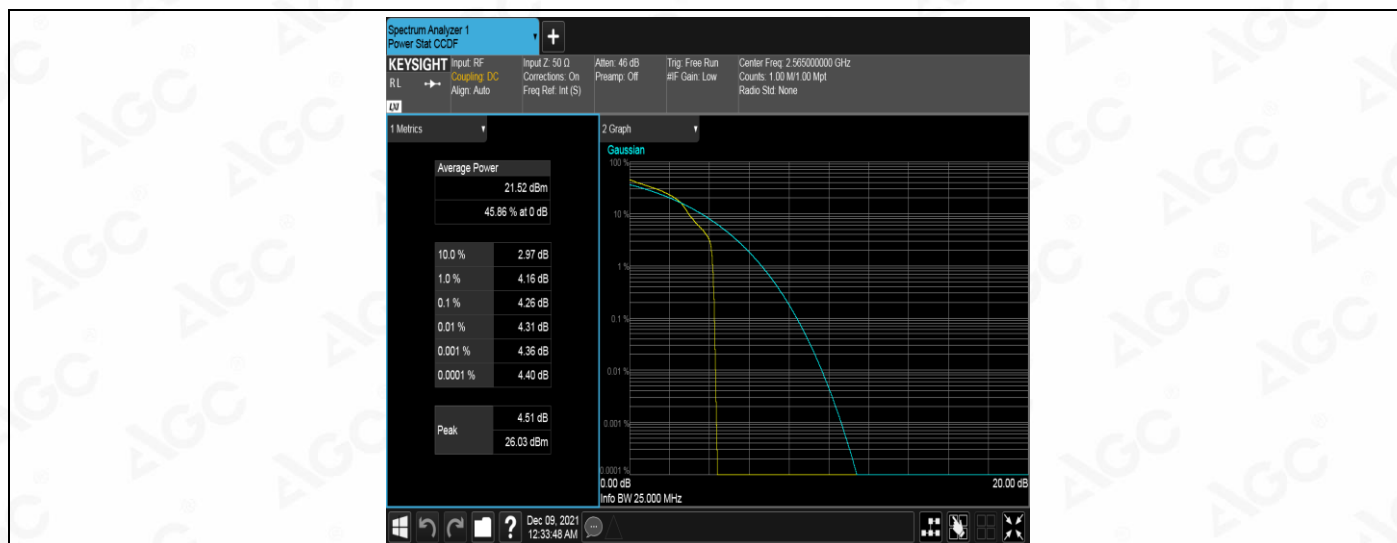 Spectrum Analyzer 1
Power Stat CCDF
+
KEYSIGHT
RL
LXI
Input: RF
Coupling: DC
Align: Auto
Input Z: 50 Ω
Corrections: On
Freq Ref: Int (S)
Atten: 46 dB
Preamp: Off
Trig: Free Run
#IF Gain: Low
Center Freq: 2.565000000 GHz
Counts: 1.00 M/1.00 Mpt
Radio Std: None
1 Metrics
Average Power
21.52 dBm
45.86 % at 0 dB
10.0 % 2.97 dB
1.0 % 4.16 dB
0.1 % 4.26 dB
0.01 % 4.31 dB
0.001 % 4.36 dB
0.0001 % 4.40 dB
Peak
4.51 dB
26.03 dBm
2 Graph
Gaussian
100 %
10 %
1 %
0.1 %
0.01 %
0.001 %
0.0001 %
0.00 dB 20.00 dB
Info BW 25.000 MHz
?
Dec 09, 2021
12:33:48 AM
AGC